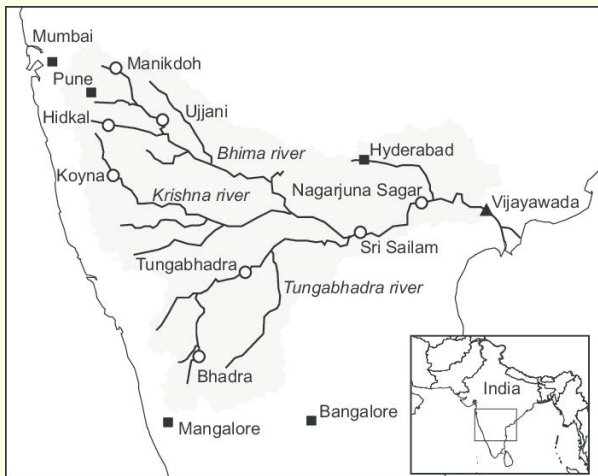 Mumbai
Manikdoh
Pune
Ujjani
Hidkal
Bhima river
Hyderabad
Koyna
Krishna river
Nagarjuna Sagar
Vijayawada
Sri Sailam
Tungabhadra
Tungabhadra river
Bhadra
India
Bangalore
Mangalore